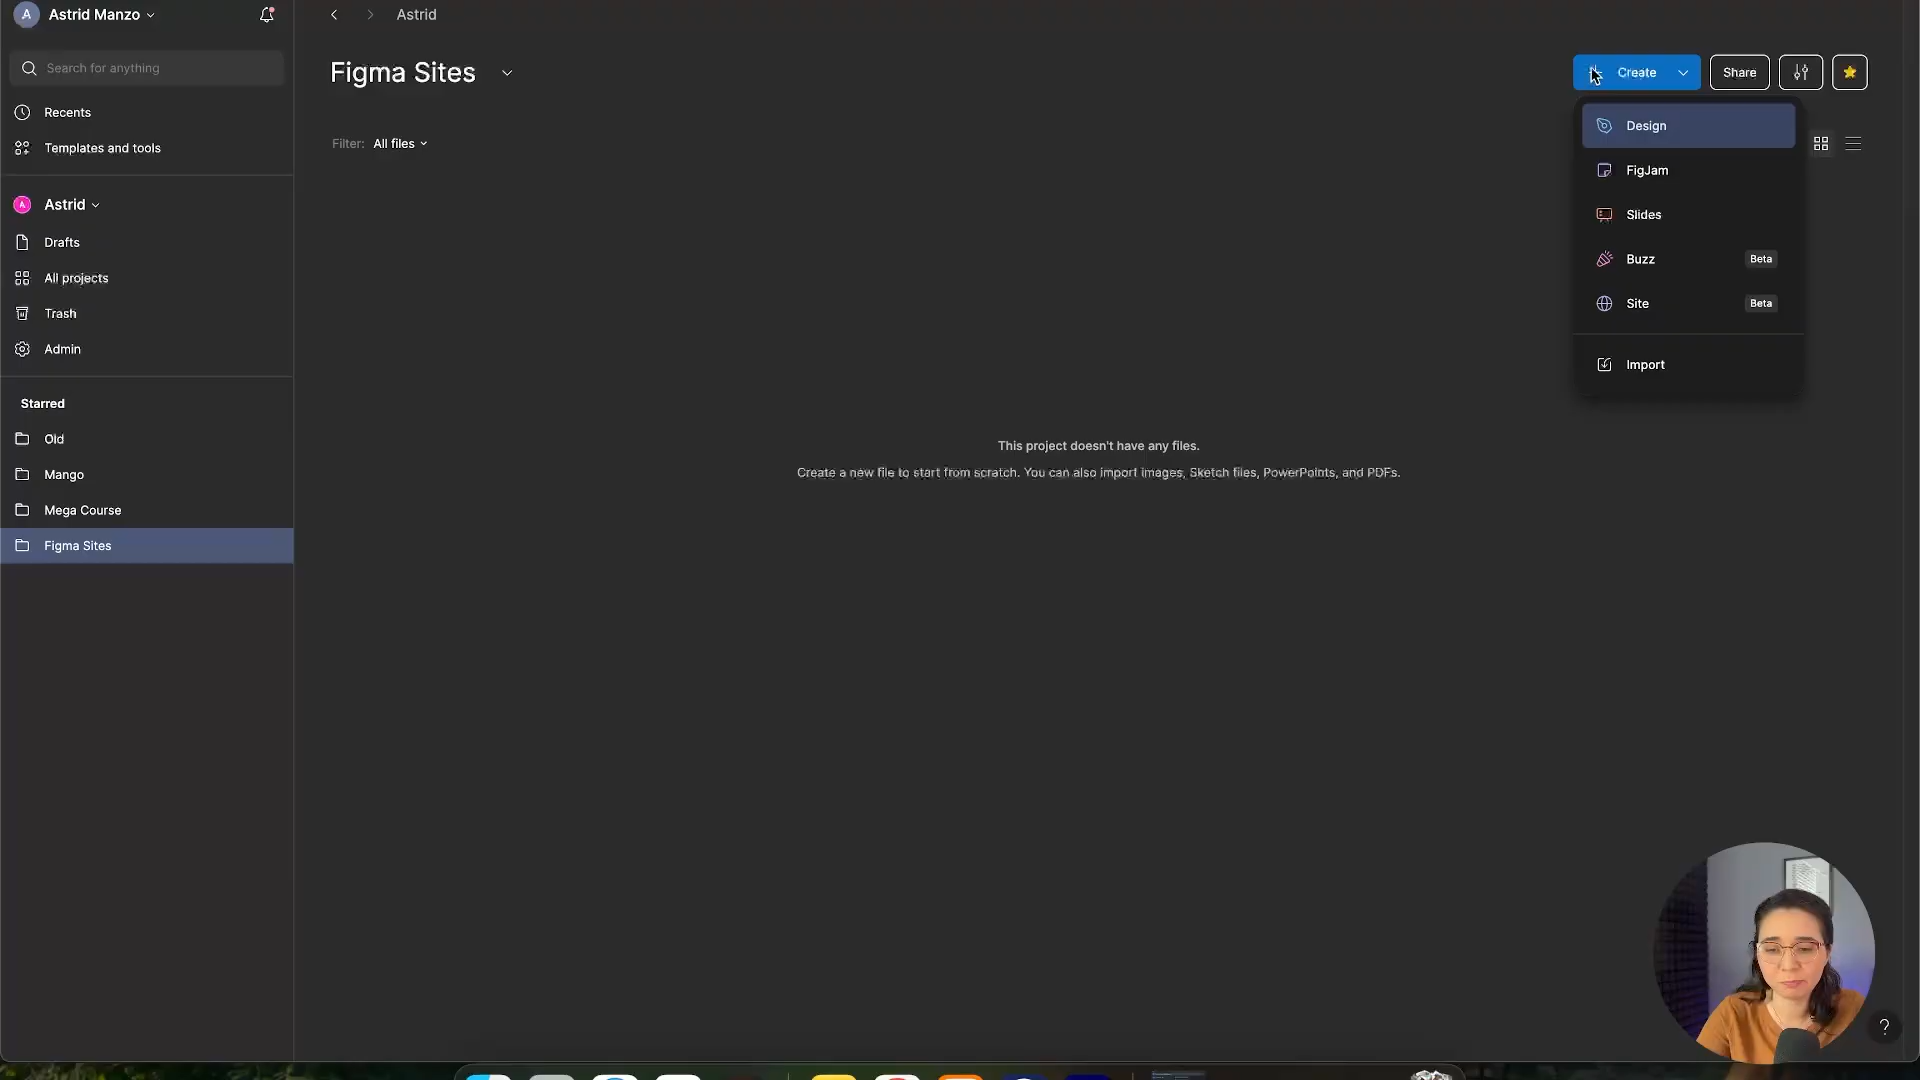 A Astrid Manzo
Search for anything
Recents
Templates and tools
A Astrid
Drafts
All projects
Trash
Admin
Starred
Old
Mango
Mega Course
Figma Sites
Astrid
Figma Sites
Filter: All files
Create
Share
Design
FigJam
Slides
Buzz Beta
Site Beta
Import
This project doesn't have any files.
Create a new file to start from scratch. You can also import images, Sketch files, PowerPoints, and PDFs.
?